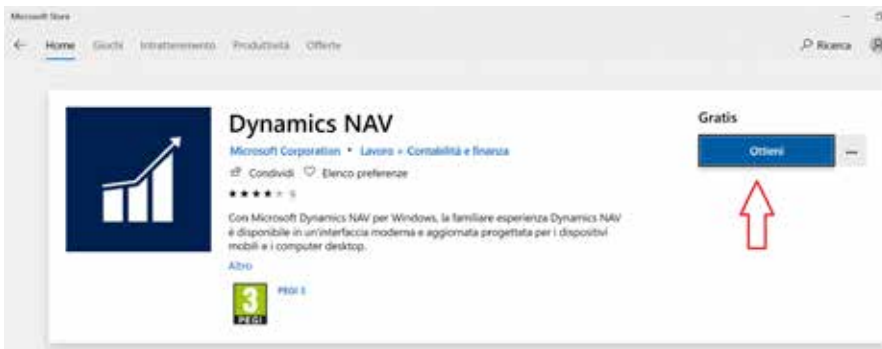 Microsoft Store
Home Giochi Intrattenimento Produttività Offerte
Ricerca
Dynamics NAV
Gratis
Microsoft Corporation • Lavoro > Contabilità e finanza
Ottieni
Condividi Elenco preferenze
Con Microsoft Dynamics NAV per Windows, la familiare esperienza Dynamics NAV
è disponibile in un'interfaccia moderna e aggiornata progettata per i dispositivi
mobili e i computer desktop.
Altro
3
PEGI 3
PEGI